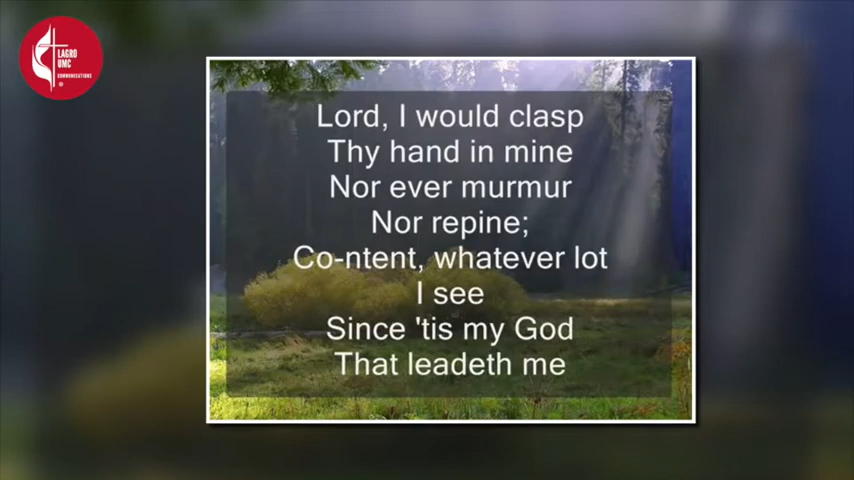 LAGRO
UMC
COMMUNICATIONS
®
Lord, I would clasp
Thy hand in mine
Nor ever murmur
Nor repine;
Co-ntent, whatever lot
I see
Since 'tis my God
That leadeth me